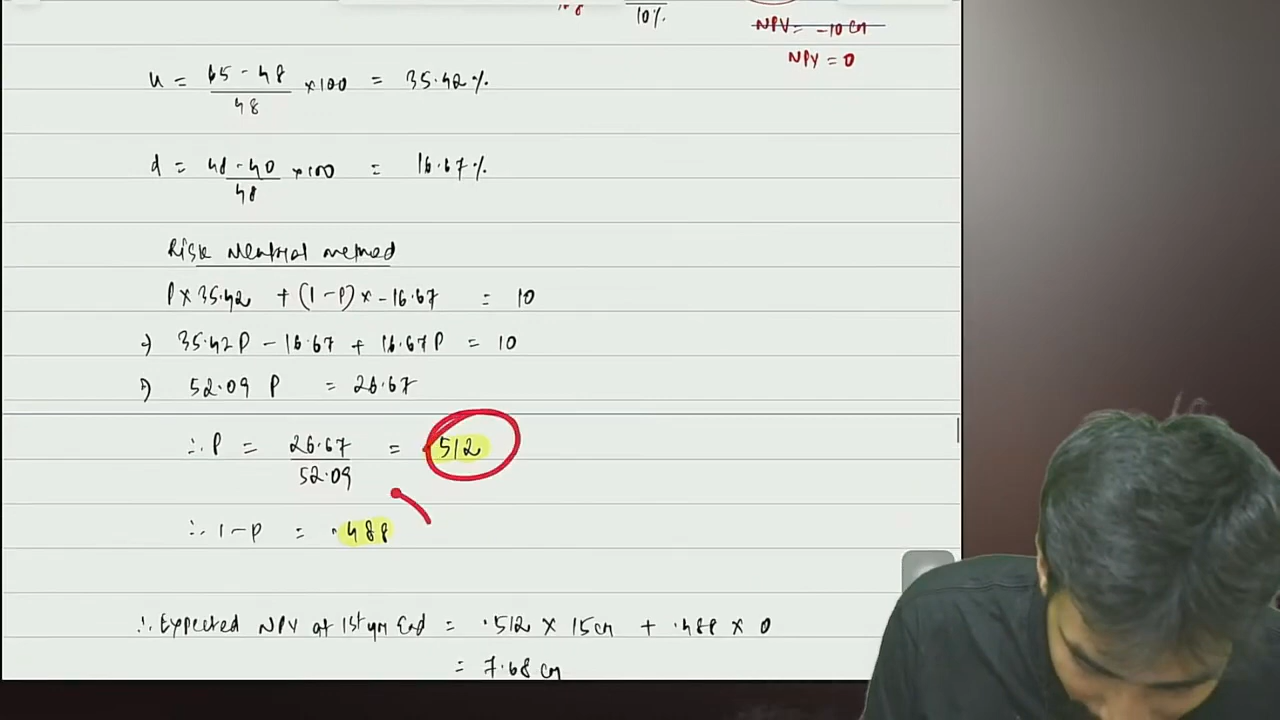 10%.
NPV = -10 cr
NPV = 0
u = 65 - 48 / 48 × 100 = 35.42 %
d = 48 - 40 / 48 × 100 = 16.67 %
Risk Neutral method
P × 35.42 + (1 - P) × -16.67 = 10
⇒ 35.42P - 16.67 + 16.67P = 10
⇒ 52.09 P = 26.67
∴ P = 26.67 / 52.09 = .512
∴ 1 - P = .488
∴ Expected NPV at 1st yr End = .512 × 15 cr + .488 × 0
= 7.68 cr